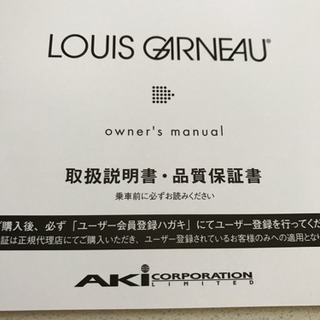 LOUIS GARNEAU®
owner's manual
取扱説明書・品質保証書
乗車前に必ずお読みください
購入後、必ず「ユーザー会員登録ハガキ」にてユーザー登録を行ってくだ
証は正規代理店にてご購入いただき、ユーザー登録されているお客様のみへの適用となり
AKI CORPORATION
LIMITED